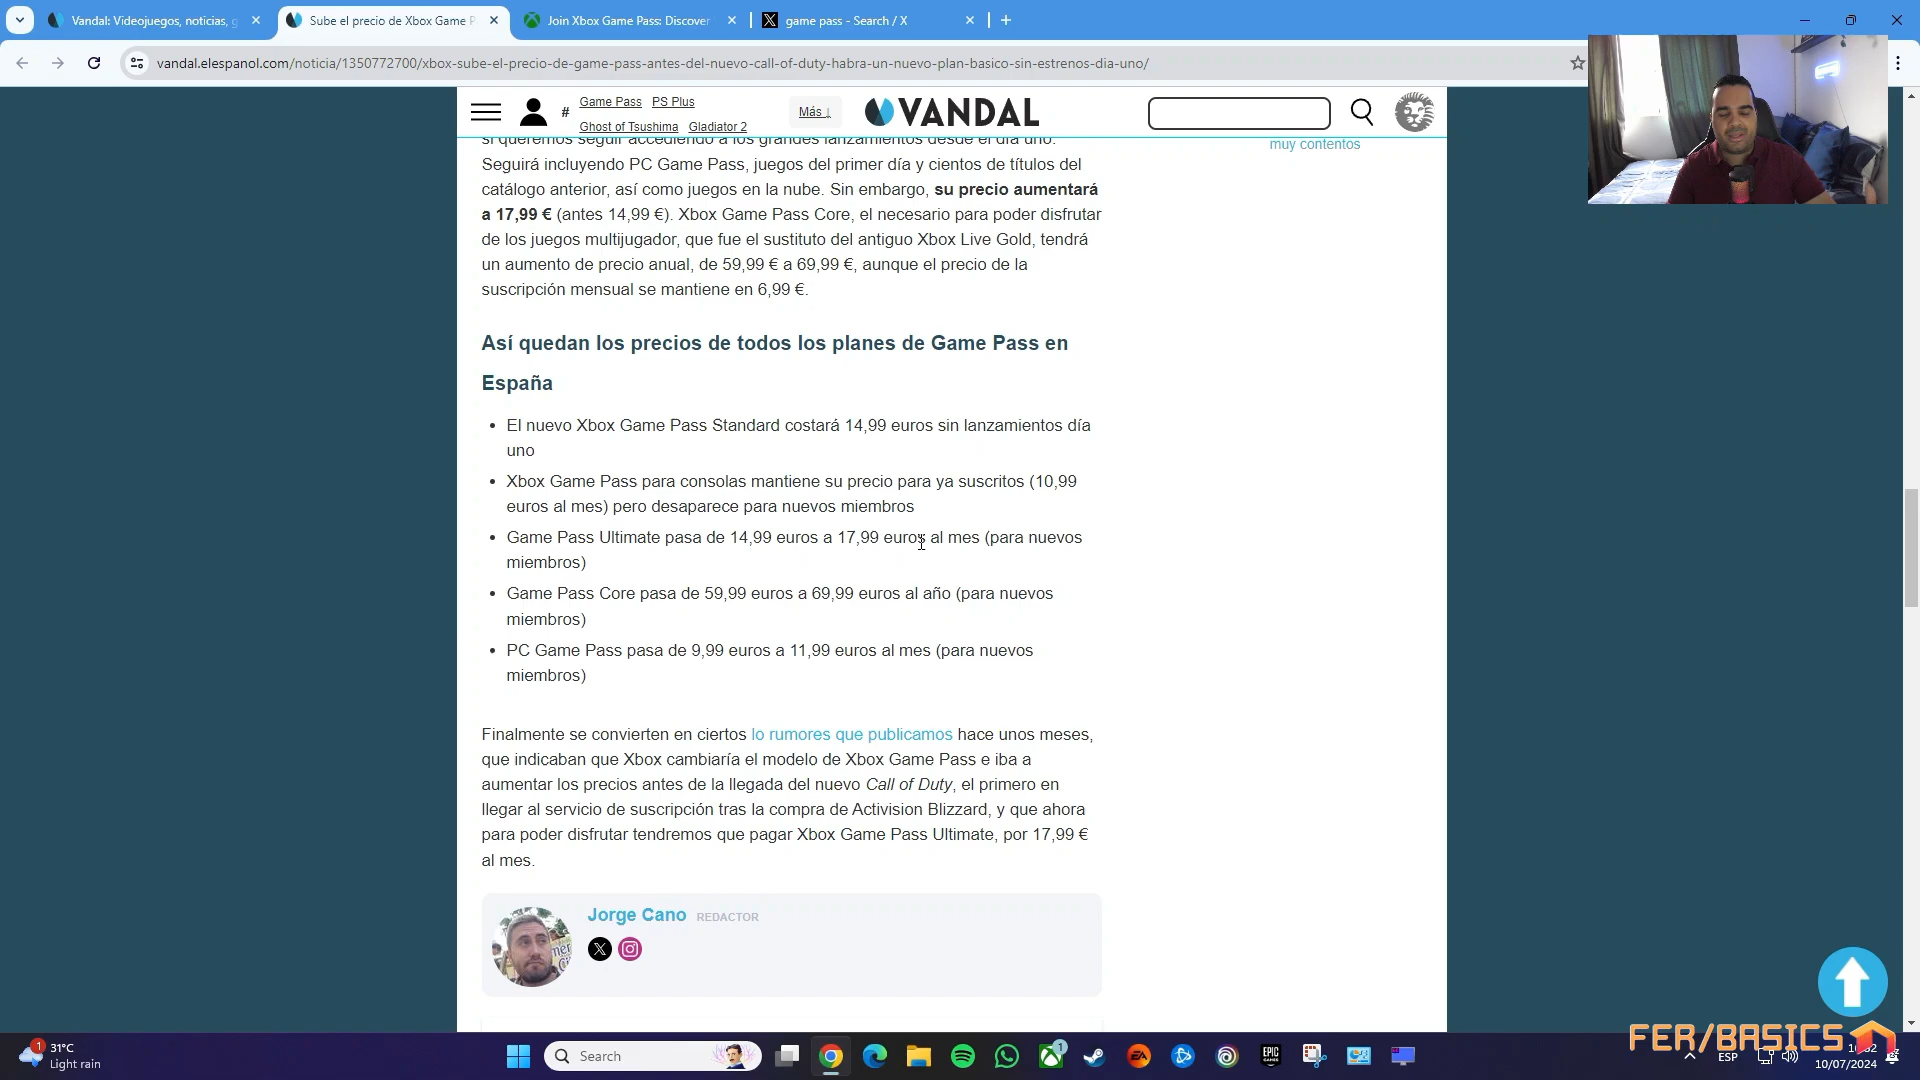 Vandal: Videojuegos, noticias, g
Sube el precio de Xbox Game P
Join Xbox Game Pass: Discover
game pass - Search / X
vandal.elespanol.com/noticia/1350772700/xbox-sube-el-precio-de-game-pass-antes-del-nuevo-call-of-duty-habra-un-nuevo-plan-basico-sin-estrenos-dia-uno/
# Game Pass PS Plus
Ghost of Tsushima Gladiator 2
Más ↓
VANDAL
muy contentos
si queremos seguir accediendo a los grandes lanzamientos desde el día uno.
Seguirá incluyendo PC Game Pass, juegos del primer día y cientos de títulos del
catálogo anterior, así como juegos en la nube. Sin embargo, su precio aumentará
a 17,99 € (antes 14,99 €). Xbox Game Pass Core, el necesario para poder disfrutar
de los juegos multijugador, que fue el sustituto del antiguo Xbox Live Gold, tendrá
un aumento de precio anual, de 59,99 € a 69,99 €, aunque el precio de la
suscripción mensual se mantiene en 6,99 €.
Así quedan los precios de todos los planes de Game Pass en
España
• El nuevo Xbox Game Pass Standard costará 14,99 euros sin lanzamientos día
uno
• Xbox Game Pass para consolas mantiene su precio para ya suscritos (10,99
euros al mes) pero desaparece para nuevos miembros
• Game Pass Ultimate pasa de 14,99 euros a 17,99 euros al mes (para nuevos
miembros)
• Game Pass Core pasa de 59,99 euros a 69,99 euros al año (para nuevos
miembros)
• PC Game Pass pasa de 9,99 euros a 11,99 euros al mes (para nuevos
miembros)
Finalmente se convierten en ciertos lo rumores que publicamos hace unos meses,
que indicaban que Xbox cambiaría el modelo de Xbox Game Pass e iba a
aumentar los precios antes de la llegada del nuevo Call of Duty, el primero en
llegar al servicio de suscripción tras la compra de Activision Blizzard, y que ahora
para poder disfrutar tendremos que pagar Xbox Game Pass Ultimate, por 17,99 €
al mes.
Jorge Cano REDACTOR
FER/BASICS
1
31°C
Light rain
Search
1
EA
EPIC
GAMES
ESP
10/07/2024